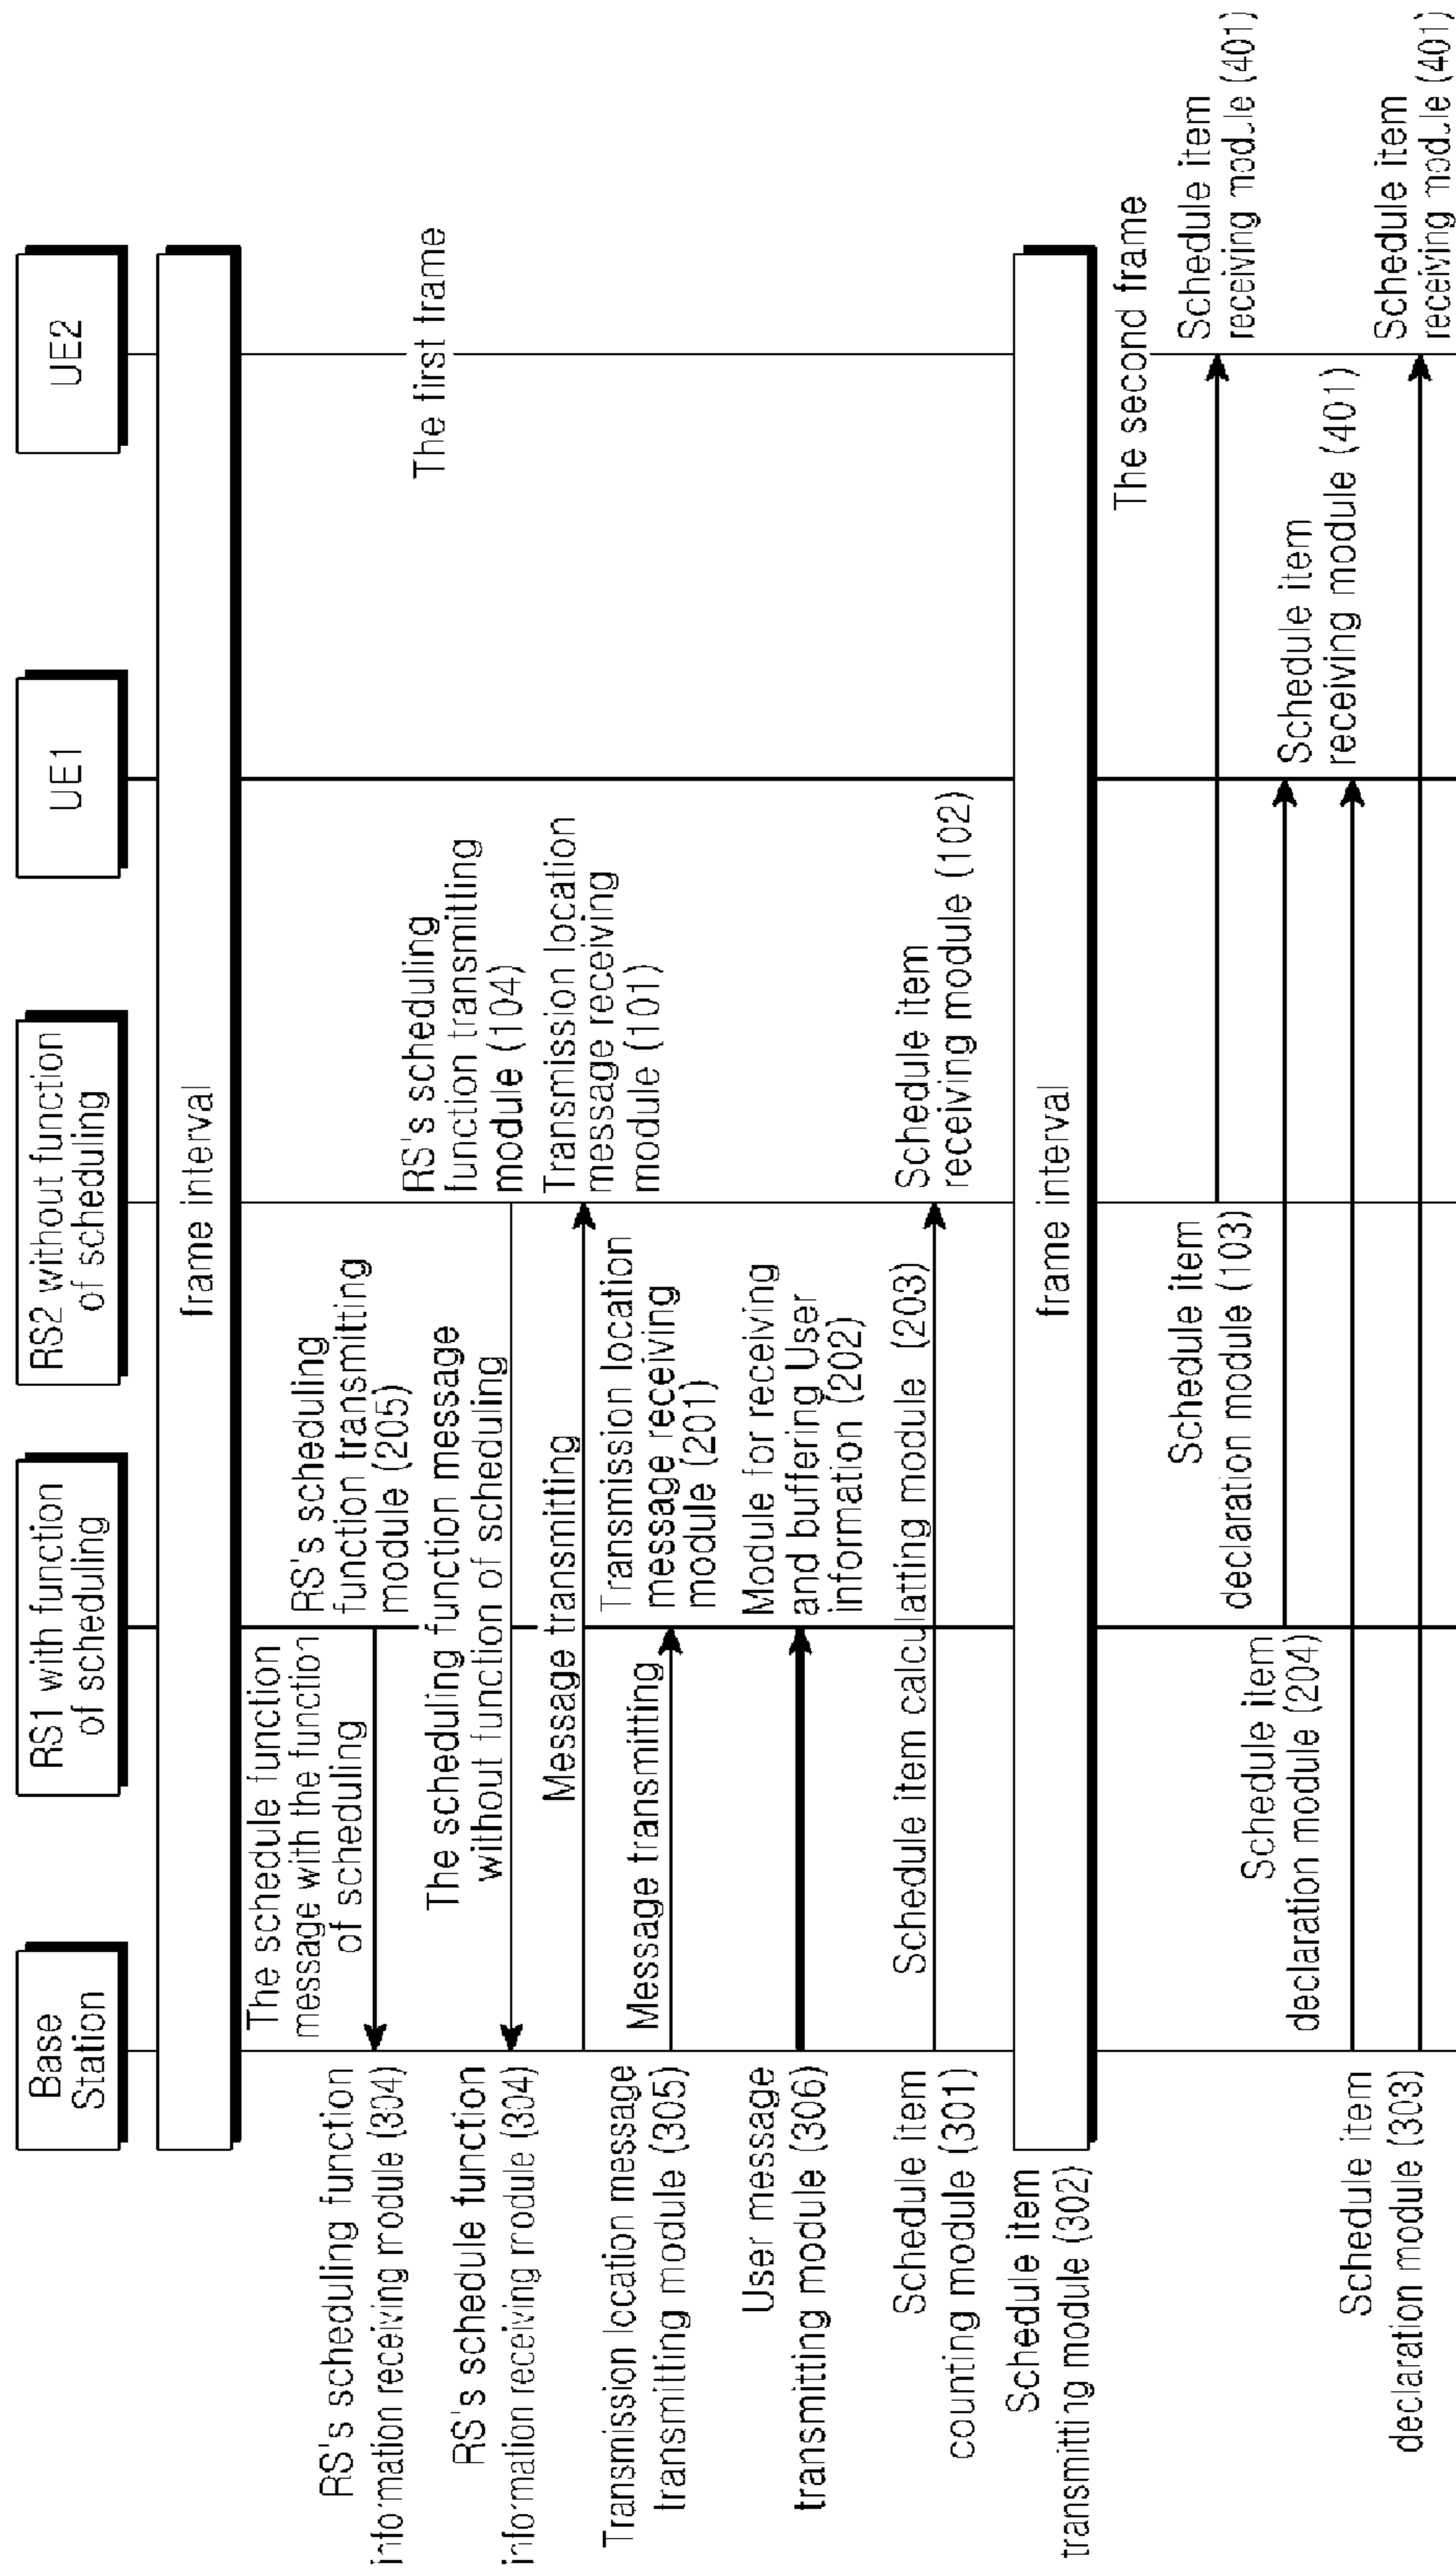 Base
Station
RS1 with function
of scheduling
RS2 without function
of scheduling
UE1
UE2
frame interval
The schedule function
message with the function
of scheduling
RS's scheduling
function transmitting
module (205)
RS's scheduling function
information receiving module (304)
The first frame
The scheduling function message
without function of scheduling
RS's scheduling
function transmitting
module (104)
RS's schedule function
information receiving module (304)
Message transmitting
Transmission location
message receiving
module (101)
Transmission location message
transmitting module (305)
Message transmitting
Transmission location
message receiving
module (201)
User message
transmitting module (306)
Module for receiving
and buffering User
information (202)
Schedule item
counting module (301)
Schedule item calculatting module (203)
Schedule item
receiving module (102)
Schedule item
transmitting module (302)
frame interval
The second frame
Schedule item
declaration module (103)
Schedule item
receiving module (401)
Schedule item
declaration module (204)
Schedule item
receiving module (401)
Schedule item
declaration module (303)
Schedule item
receiving module (401)